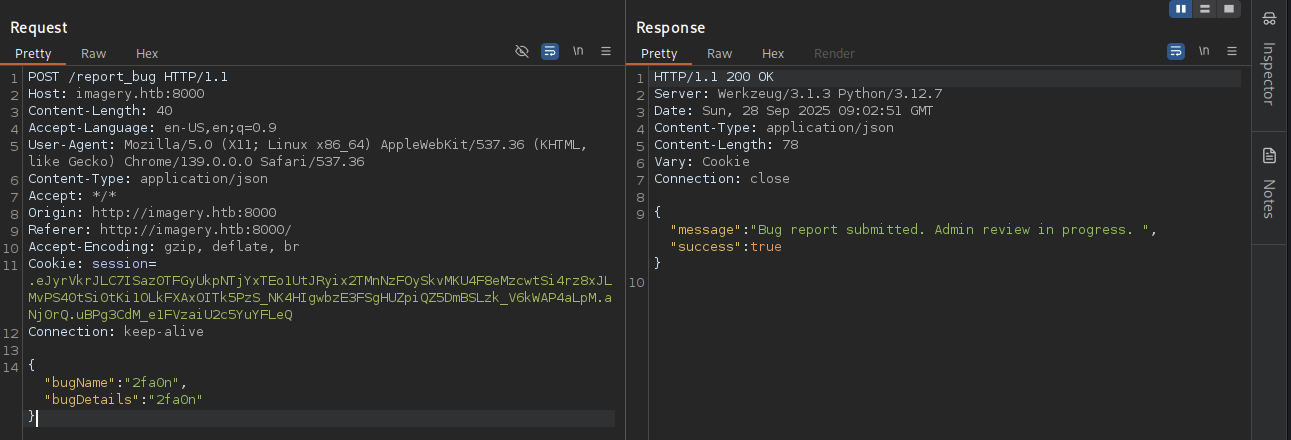 Request
Pretty Raw Hex \n
1 POST /report_bug HTTP/1.1
2 Host: imagery.htb:8000
3 Content-Length: 40
4 Accept-Language: en-US,en;q=0.9
5 User-Agent: Mozilla/5.0 (X11; Linux x86_64) AppleWebKit/537.36 (KHTML,
like Gecko) Chrome/139.0.0.0 Safari/537.36
6 Content-Type: application/json
7 Accept: */*
8 Origin: http://imagery.htb:8000
9 Referer: http://imagery.htb:8000/
10 Accept-Encoding: gzip, deflate, br
11 Cookie: session=
.eJyrVkrJLC7ISaz0TFGyUkpNTjYxTEo1UtJRyix2TMnNzFOySkvMKU4F8eMzcwtSi4rz8xJL
MvPS40tSi0tKi1OLkFXAxOITk5PzS_NK4HIgwbzE3FSgHUZpiQZ5DmBSLzk_V6kWAP4aLpM.a
Nj0rQ.uBPg3CdM_e1FVzaiU2c5YuYFLeQ
12 Connection: keep-alive
13
14 {
"bugName":"2fa0n",
"bugDetails":"2fa0n"
}
Response
Pretty Raw Hex Render \n
1 HTTP/1.1 200 OK
2 Server: Werkzeug/3.1.3 Python/3.12.7
3 Date: Sun, 28 Sep 2025 09:02:51 GMT
4 Content-Type: application/json
5 Content-Length: 78
6 Vary: Cookie
7 Connection: close
8
9 {
"message":"Bug report submitted. Admin review in progress. ",
"success":true
}
10
Inspector
Notes